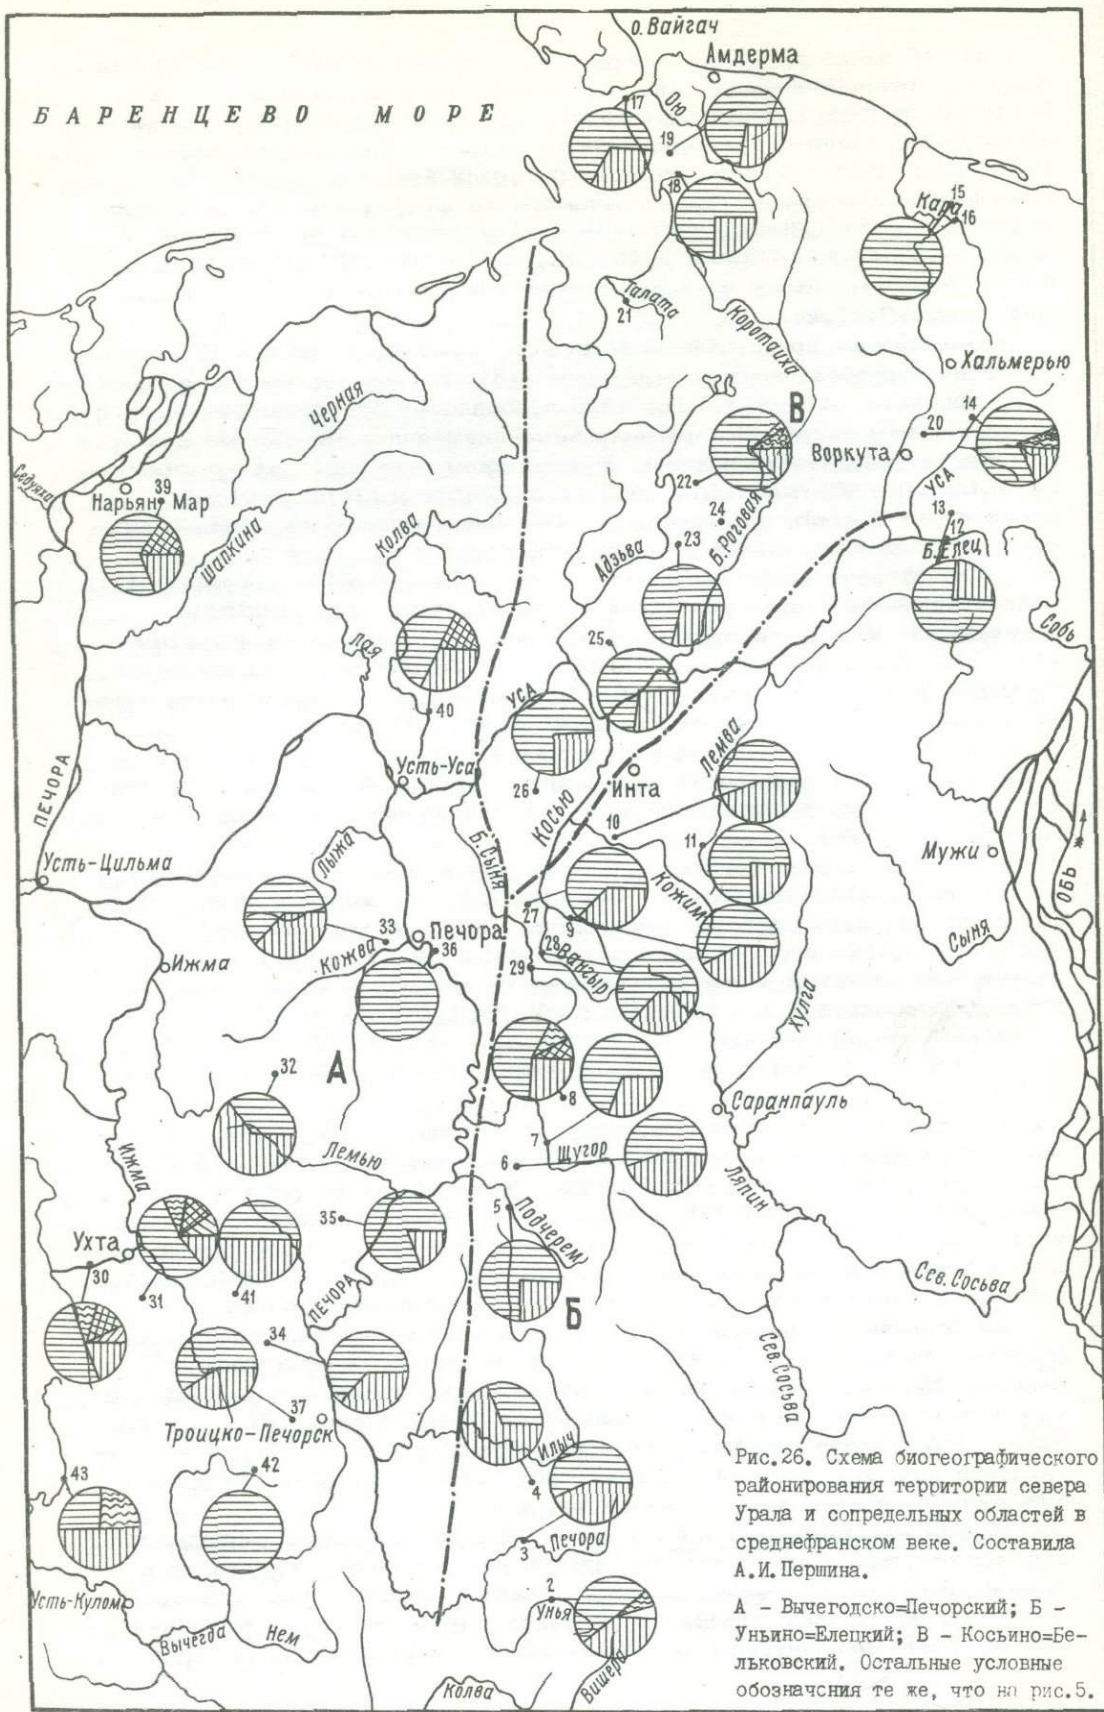 о. Вайгач
Амдерма
БАРЕНЦЕВО МОРЕ
17
Ою
19
18
15
Кара
16
Талата
21
Коротаиха
Хальмерью
Черная
В
14
20
Воркута
Нарьян Мар
39
22
Уса
24
13
12
Шапкина
Колва
Адзьва
Б. Роговая
23
Б. Елец
Собь
Лая
25
40
УСА
Лемва
Усть-Уса
26
Инта
ПЕЧОРА
Косью
10
11
Мужи
Усть-Цильма
Б. Сыня
Лыжа
ОБЬ
Кожим
27
9
33
Печора
Сыня
Кожва
36
28
Вангыр
Ижма
29
Хулга
32
А
8
Саранпауль
7
Щугор
6
Ижма
Лемью
Ляпин
35
5
Подчерем
Ухта
30
31
41
ПЕЧОРА
Сев. Сосьва
Б
34
Сев. Сосьва
37
Троицко-Печорск
Илыч
43
42
4
3
Печора
Усть-Кулом
2
Унья
Вычегда
Нем
Колва
Вишера
Рис. 26. Схема биогеографического
районирования территории севера
Урала и сопредельных областей в
среднефранском веке. Составила
А.И. Першина.
А - Вычегодско=Печорский; Б -
Уньино=Елецкий; В - Косьино=Бе-
льковский. Остальные условные
обозначения те же, что на рис.5.